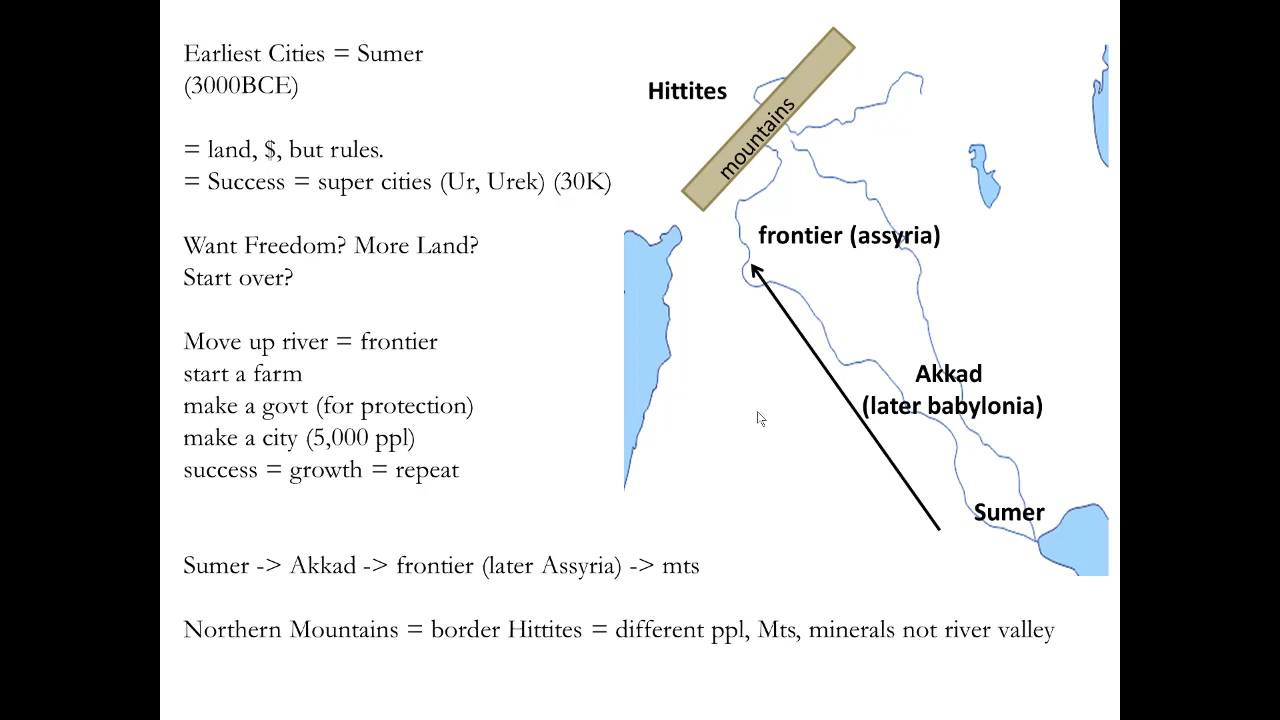 Earliest Cities = Sumer
(3000BCE)
= land, $, but rules.
= Success = super cities (Ur, Urek) (30K)
Want Freedom? More Land?
Start over?
Move up river = frontier
start a farm
make a govt (for protection)
make a city (5,000 ppl)
success = growth = repeat
Sumer -> Akkad -> frontier (later Assyria) -> mts
Northern Mountains = border Hittites = different ppl, Mts, minerals not river valley
Hittites
mountains
frontier (assyria)
Akkad
(later babylonia)
Sumer